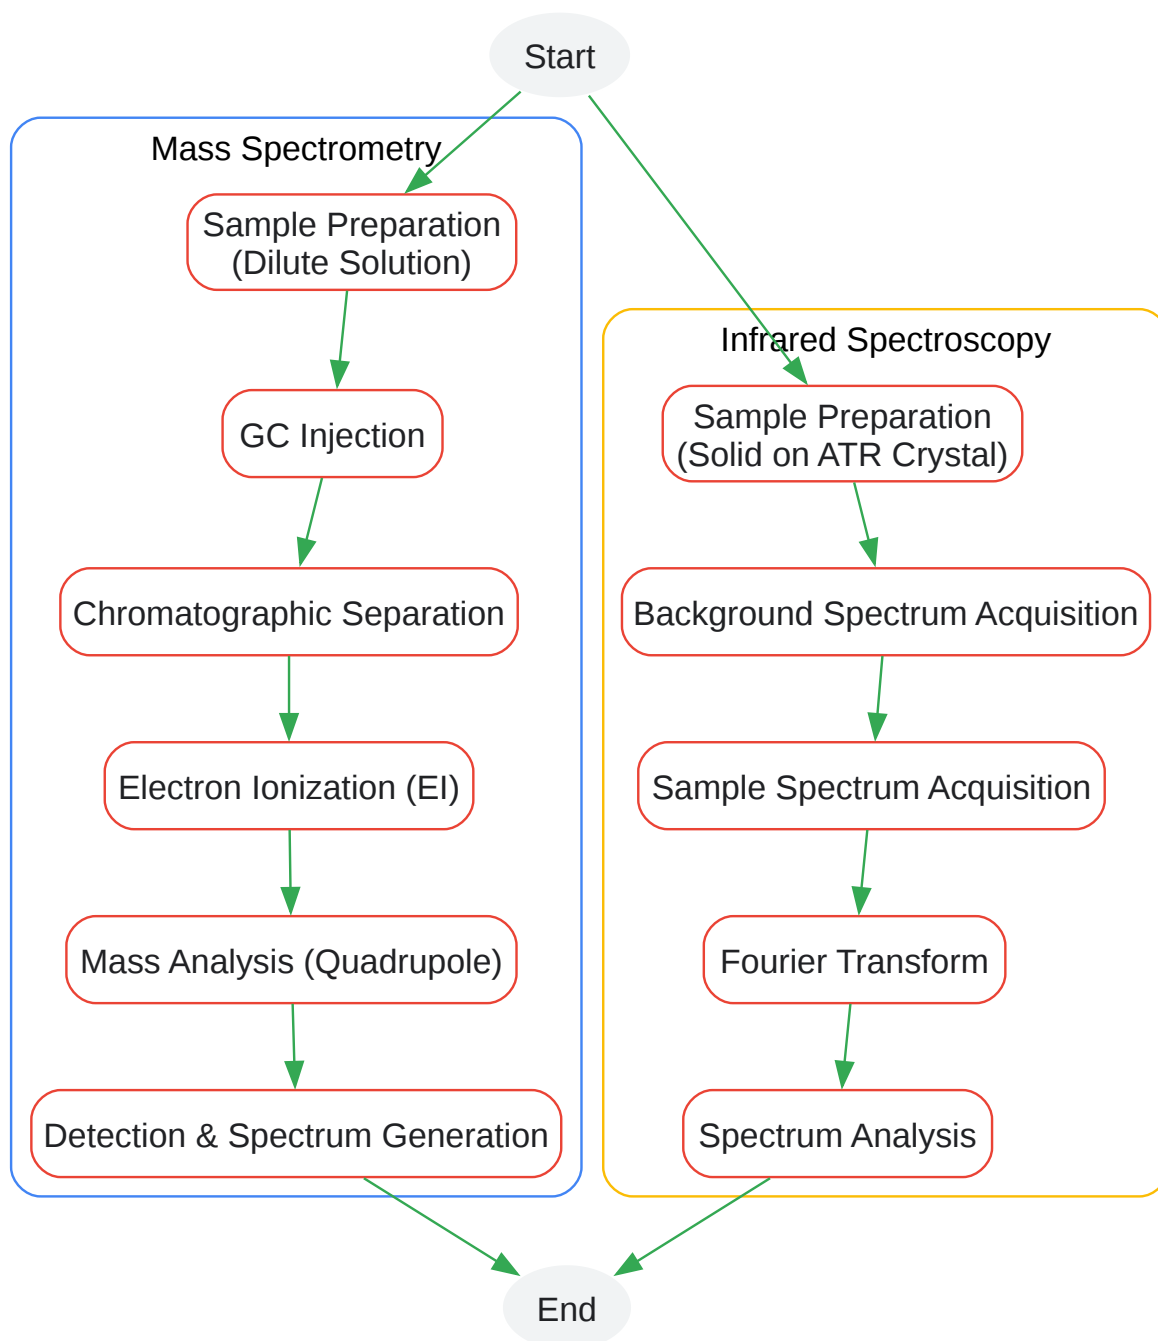 Start
Mass Spectrometry
Sample Preparation
(Dilute Solution)
GC Injection
Chromatographic Separation
Electron Ionization (EI)
Mass Analysis (Quadrupole)
Detection & Spectrum Generation
Infrared Spectroscopy
Sample Preparation
(Solid on ATR Crystal)
Background Spectrum Acquisition
Sample Spectrum Acquisition
Fourier Transform
Spectrum Analysis
End